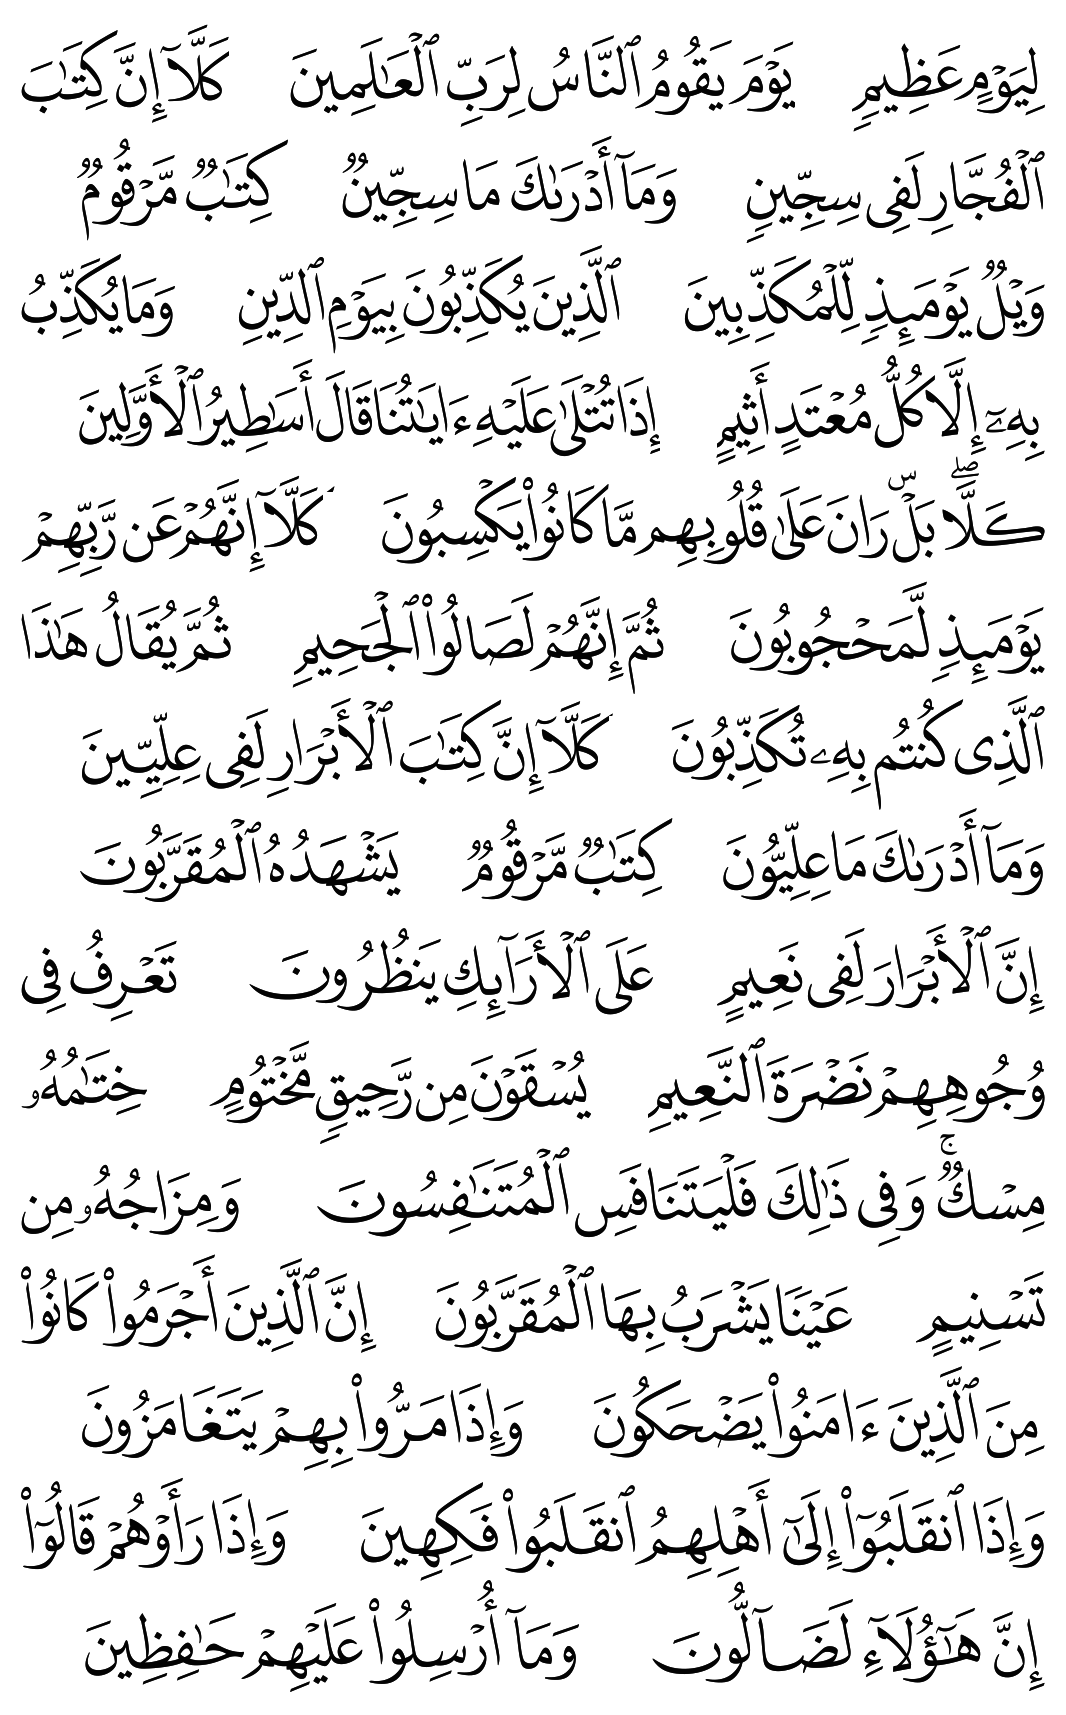 لِيَوْمٍ عَظِيمٍ يَوْمَ يَقُومُ ٱلنَّاسُ لِرَبِّ ٱلْعَـٰلَمِينَ كَلَّآ إِنَّ كِتَـٰبَ
ٱلْفُجَّارِ لَفِى سِجِّينٍ وَمَآ أَدْرَىٰكَ مَا سِجِّينٌ كِتَـٰبٌ مَّرْقُومٌ
وَيْلٌ يَوْمَئِذٍ لِّلْمُكَذِّبِينَ ٱلَّذِينَ يُكَذِّبُونَ بِيَوْمِ ٱلدِّينِ وَمَا يُكَذِّبُ
بِهِۦٓ إِلَّا كُلُّ مُعْتَدٍ أَثِيمٍ إِذَا تُتْلَىٰ عَلَيْهِ ءَايَـٰتُنَا قَالَ أَسَـٰطِيرُ ٱلْأَوَّلِينَ
كَلَّا ۖ بَلْ ۜ رَانَ عَلَىٰ قُلُوبِهِم مَّا كَانُوا۟ يَكْسِبُونَ كَلَّآ إِنَّهُمْ عَن رَّبِّهِمْ
يَوْمَئِذٍ لَّمَحْجُوبُونَ ثُمَّ إِنَّهُمْ لَصَالُوا۟ ٱلْجَحِيمِ ثُمَّ يُقَالُ هَـٰذَا
ٱلَّذِى كُنتُم بِهِۦ تُكَذِّبُونَ كَلَّآ إِنَّ كِتَـٰبَ ٱلْأَبْرَارِ لَفِى عِلِّيِّينَ
وَمَآ أَدْرَىٰكَ مَا عِلِّيُّونَ كِتَـٰبٌ مَّرْقُومٌ يَشْهَدُهُ ٱلْمُقَرَّبُونَ
إِنَّ ٱلْأَبْرَارَ لَفِى نَعِيمٍ عَلَى ٱلْأَرَآئِكِ يَنظُرُونَ تَعْرِفُ فِى
وُجُوهِهِمْ نَضْرَةَ ٱلنَّعِيمِ يُسْقَوْنَ مِن رَّحِيقٍ مَّخْتُومٍ خِتَـٰمُهُۥ
مِسْكٌ ۚ وَفِى ذَٰلِكَ فَلْيَتَنَافَسِ ٱلْمُتَنَـٰفِسُونَ وَمِزَاجُهُۥ مِن
تَسْنِيمٍ عَيْنًا يَشْرَبُ بِهَا ٱلْمُقَرَّبُونَ إِنَّ ٱلَّذِينَ أَجْرَمُوا۟ كَانُوا۟
مِنَ ٱلَّذِينَ ءَامَنُوا۟ يَضْحَكُونَ وَإِذَا مَرُّوا۟ بِهِمْ يَتَغَامَزُونَ
وَإِذَا ٱنقَلَبُوٓا۟ إِلَىٰٓ أَهْلِهِمُ ٱنقَلَبُوا۟ فَكِهِينَ وَإِذَا رَأَوْهُمْ قَالُوٓا۟
إِنَّ هَـٰٓؤُلَآءِ لَضَآلُّونَ وَمَآ أُرْسِلُوا۟ عَلَيْهِمْ حَـٰفِظِينَ